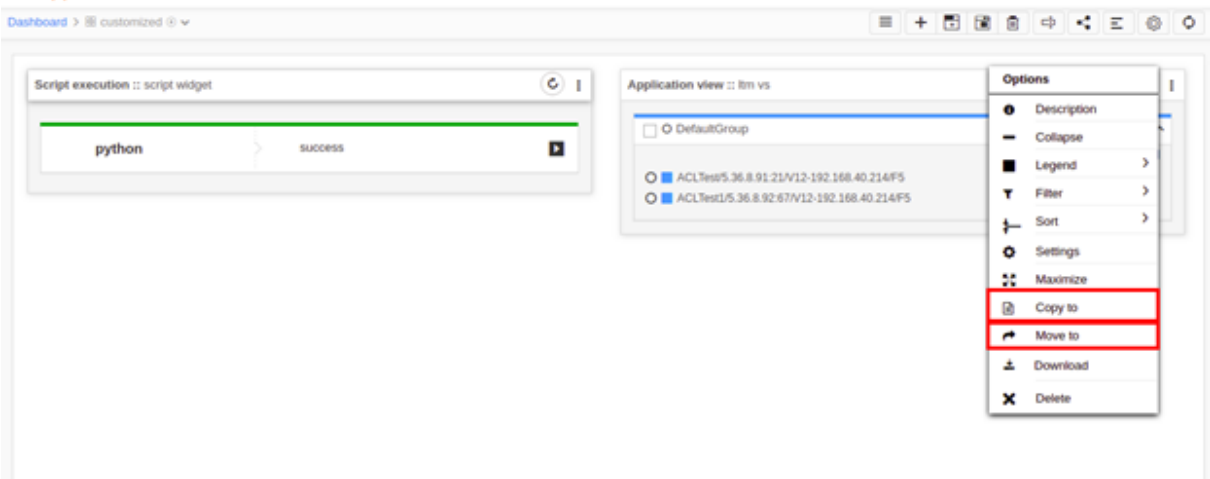 Dashboard > customized
Script execution :: script widget
python
success
Application view :: ltm vs
DefaultGroup
ACLTest/5.36.8.91:21/V12-192.168.40.214/F5
ACLTest1/5.36.8.92:67/V12-192.168.40.214/F5
Options
Description
Collapse
Legend
Filter
Sort
Settings
Maximize
Copy to
Move to
Download
Delete